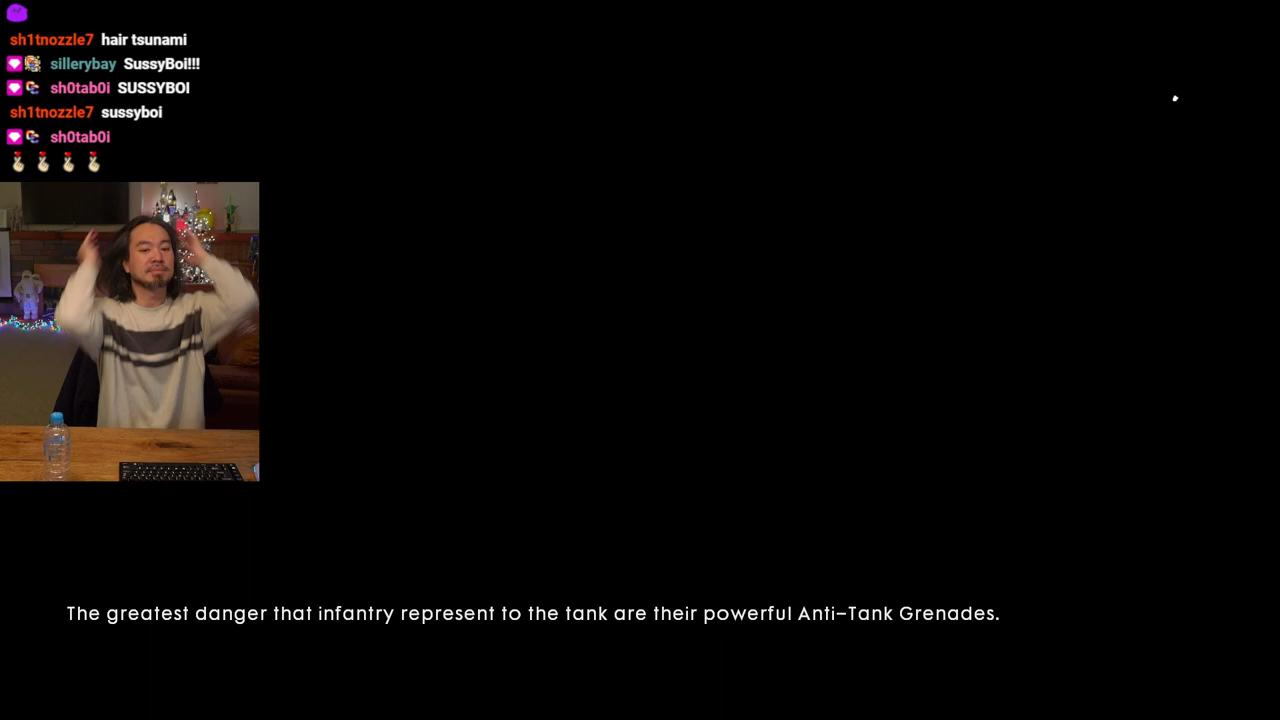 sh1tnozzle7 hair tsunami
sillerybay SussyBoi!!!
sh0tab0i SUSSYBOI
sh1tnozzle7 sussyboi
sh0tab0i
The greatest danger that infantry represent to the tank are their powerful Anti-Tank Grenades.